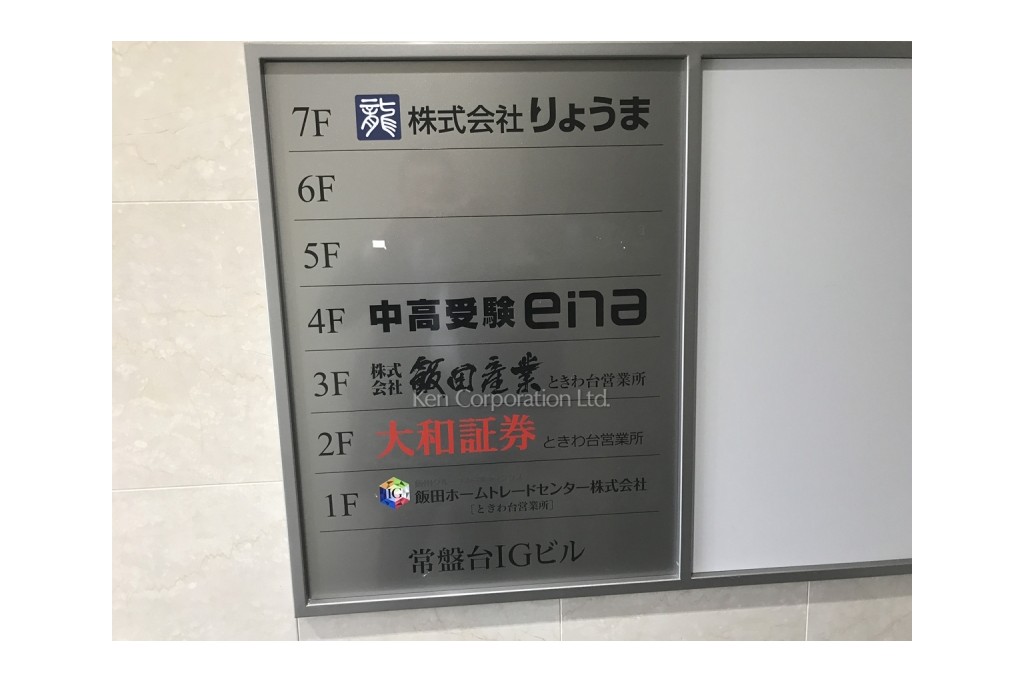 7F 龍 株式会社りょうま
6F
5F
4F 中高受験 ena
3F 株式会社 飯田産業 ときわ台営業所
Ken Corporation Ltd.
2F 大和証券 ときわ台営業所
1F IG 飯田ホームトレードセンター株式会社
［ときわ台営業所］
常盤台IGビル